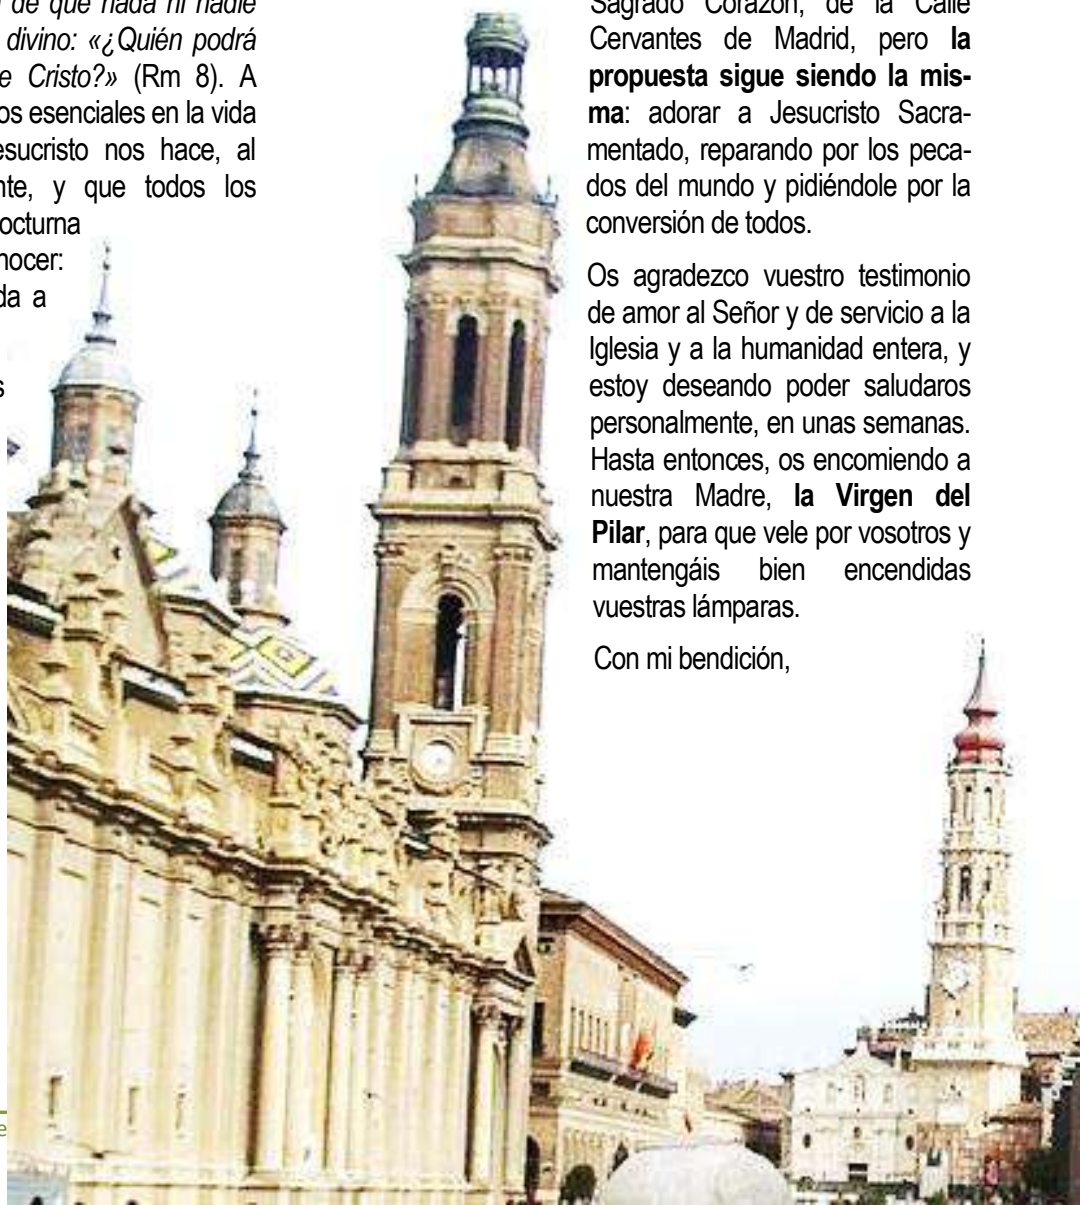 de que nada ni nadie
divino: «¿Quién podrá
e Cristo?» (Rm 8). A
os esenciales en la vida
esucristo nos hace, al
nte, y que todos los
octurna
nocer:
da a
s
e
Sagrado Corazón, de la Calle
Cervantes de Madrid, pero la
propuesta sigue siendo la mis-
ma: adorar a Jesucristo Sacra-
mentado, reparando por los peca-
dos del mundo y pidiéndole por la
conversión de todos.
Os agradezco vuestro testimonio
de amor al Señor y de servicio a la
Iglesia y a la humanidad entera, y
estoy deseando poder saludaros
personalmente, en unas semanas.
Hasta entonces, os encomiendo a
nuestra Madre, la Virgen del
Pilar, para que vele por vosotros y
mantengáis bien encendidas
vuestras lámparas.
Con mi bendición,